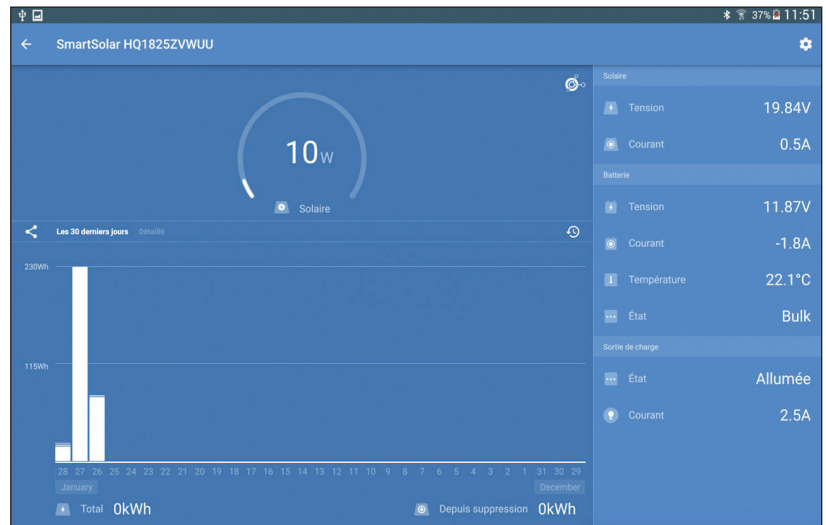 37% 11:51
SmartSolar HQ1825ZVWUU
10W
Solaire
Les 30 derniers jours Détaillé
230Wh
115Wh
28 27 26 25 24 23 22 21 20 19 18 17 16 15 14 13 12 11 10 9 8 7 6 5 4 3 2 1 31 30 29
January December
Total 0kWh Depuis suppression 0kWh
Solaire
Tension 19.84V
Courant 0.5A
Batterie
Tension 11.87V
Courant -1.8A
Température 22.1°C
État Bulk
Sortie de charge
État Allumée
Courant 2.5A